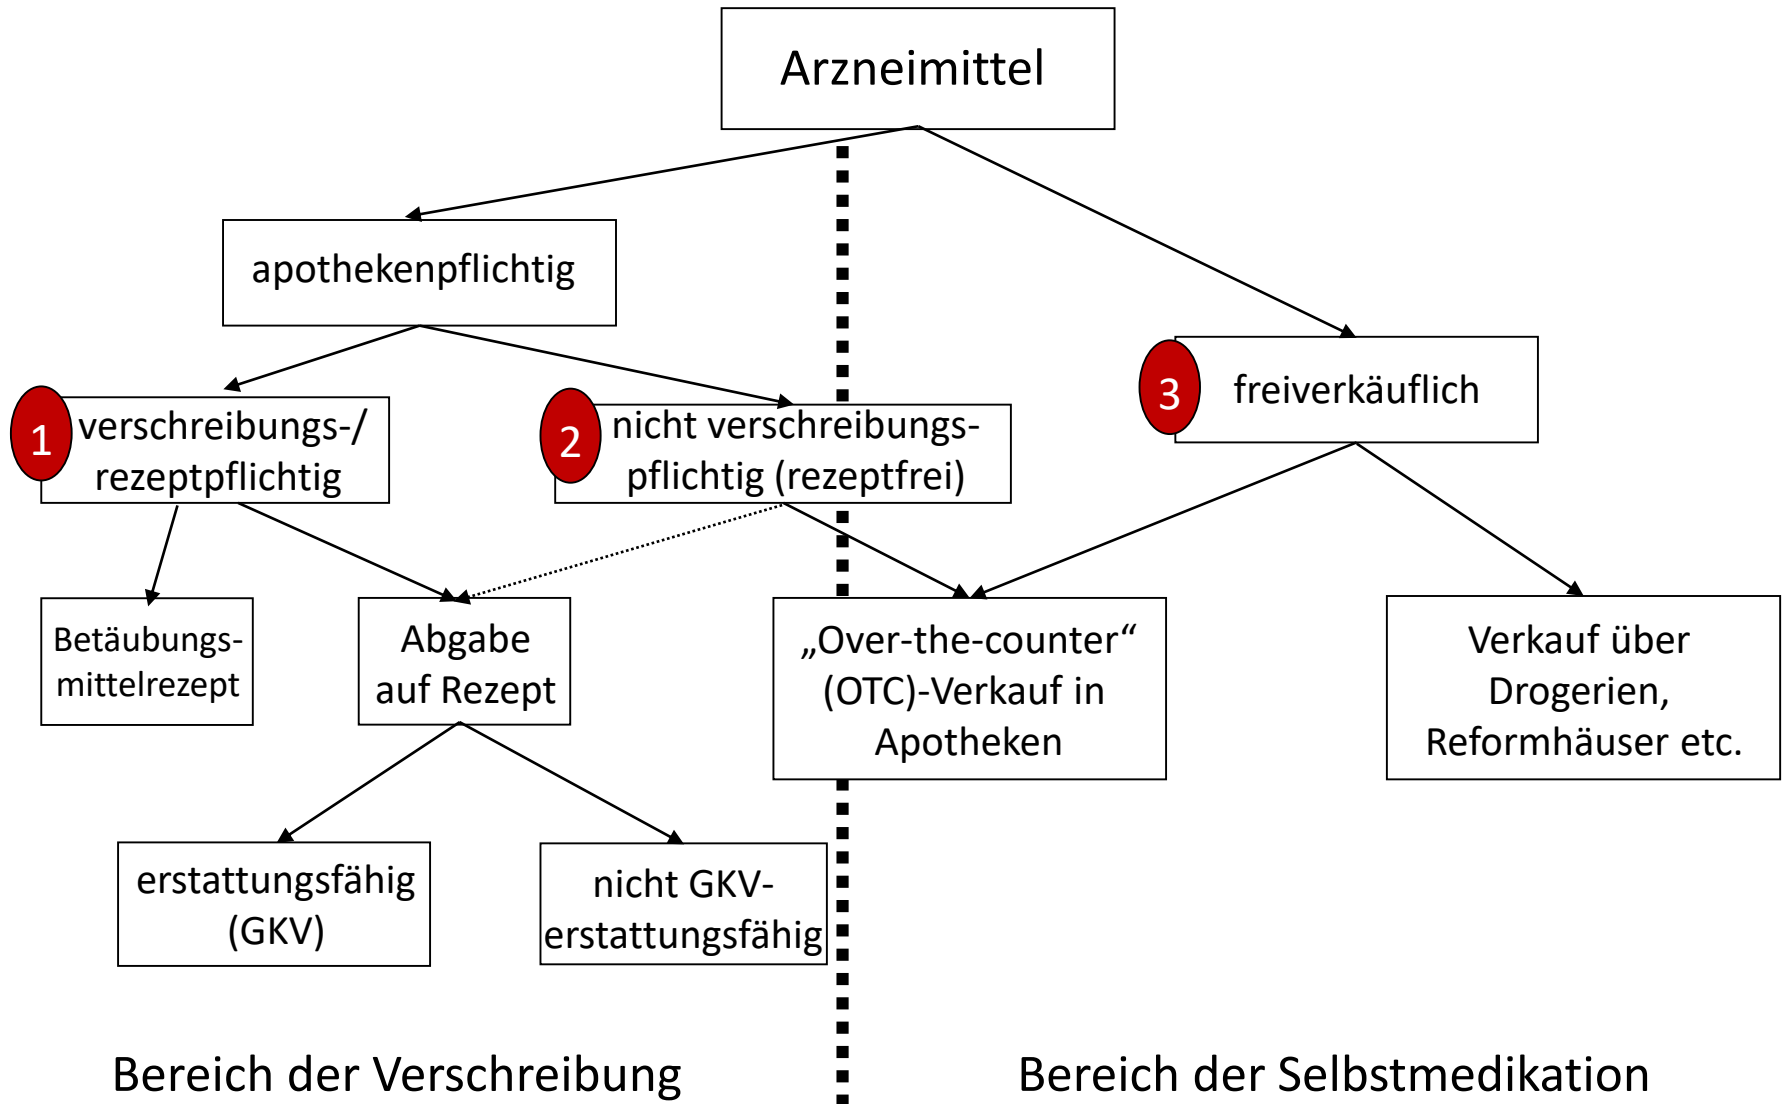 Arzneimittel
apothekenpflichtig
3
freiverkäuflich
1
verschreibungs-/
rezeptpflichtig
2
nicht verschreibungs-
pflichtig (rezeptfrei)
Betäubungs-
mittelrezept
Abgabe
auf Rezept
„Over-the-counter“
(OTC)-Verkauf in
Apotheken
Verkauf über
Drogerien,
Reformhäuser etc.
erstattungsfähig
(GKV)
nicht GKV-
erstattungsfähig
Bereich der Verschreibung
Bereich der Selbstmedikation